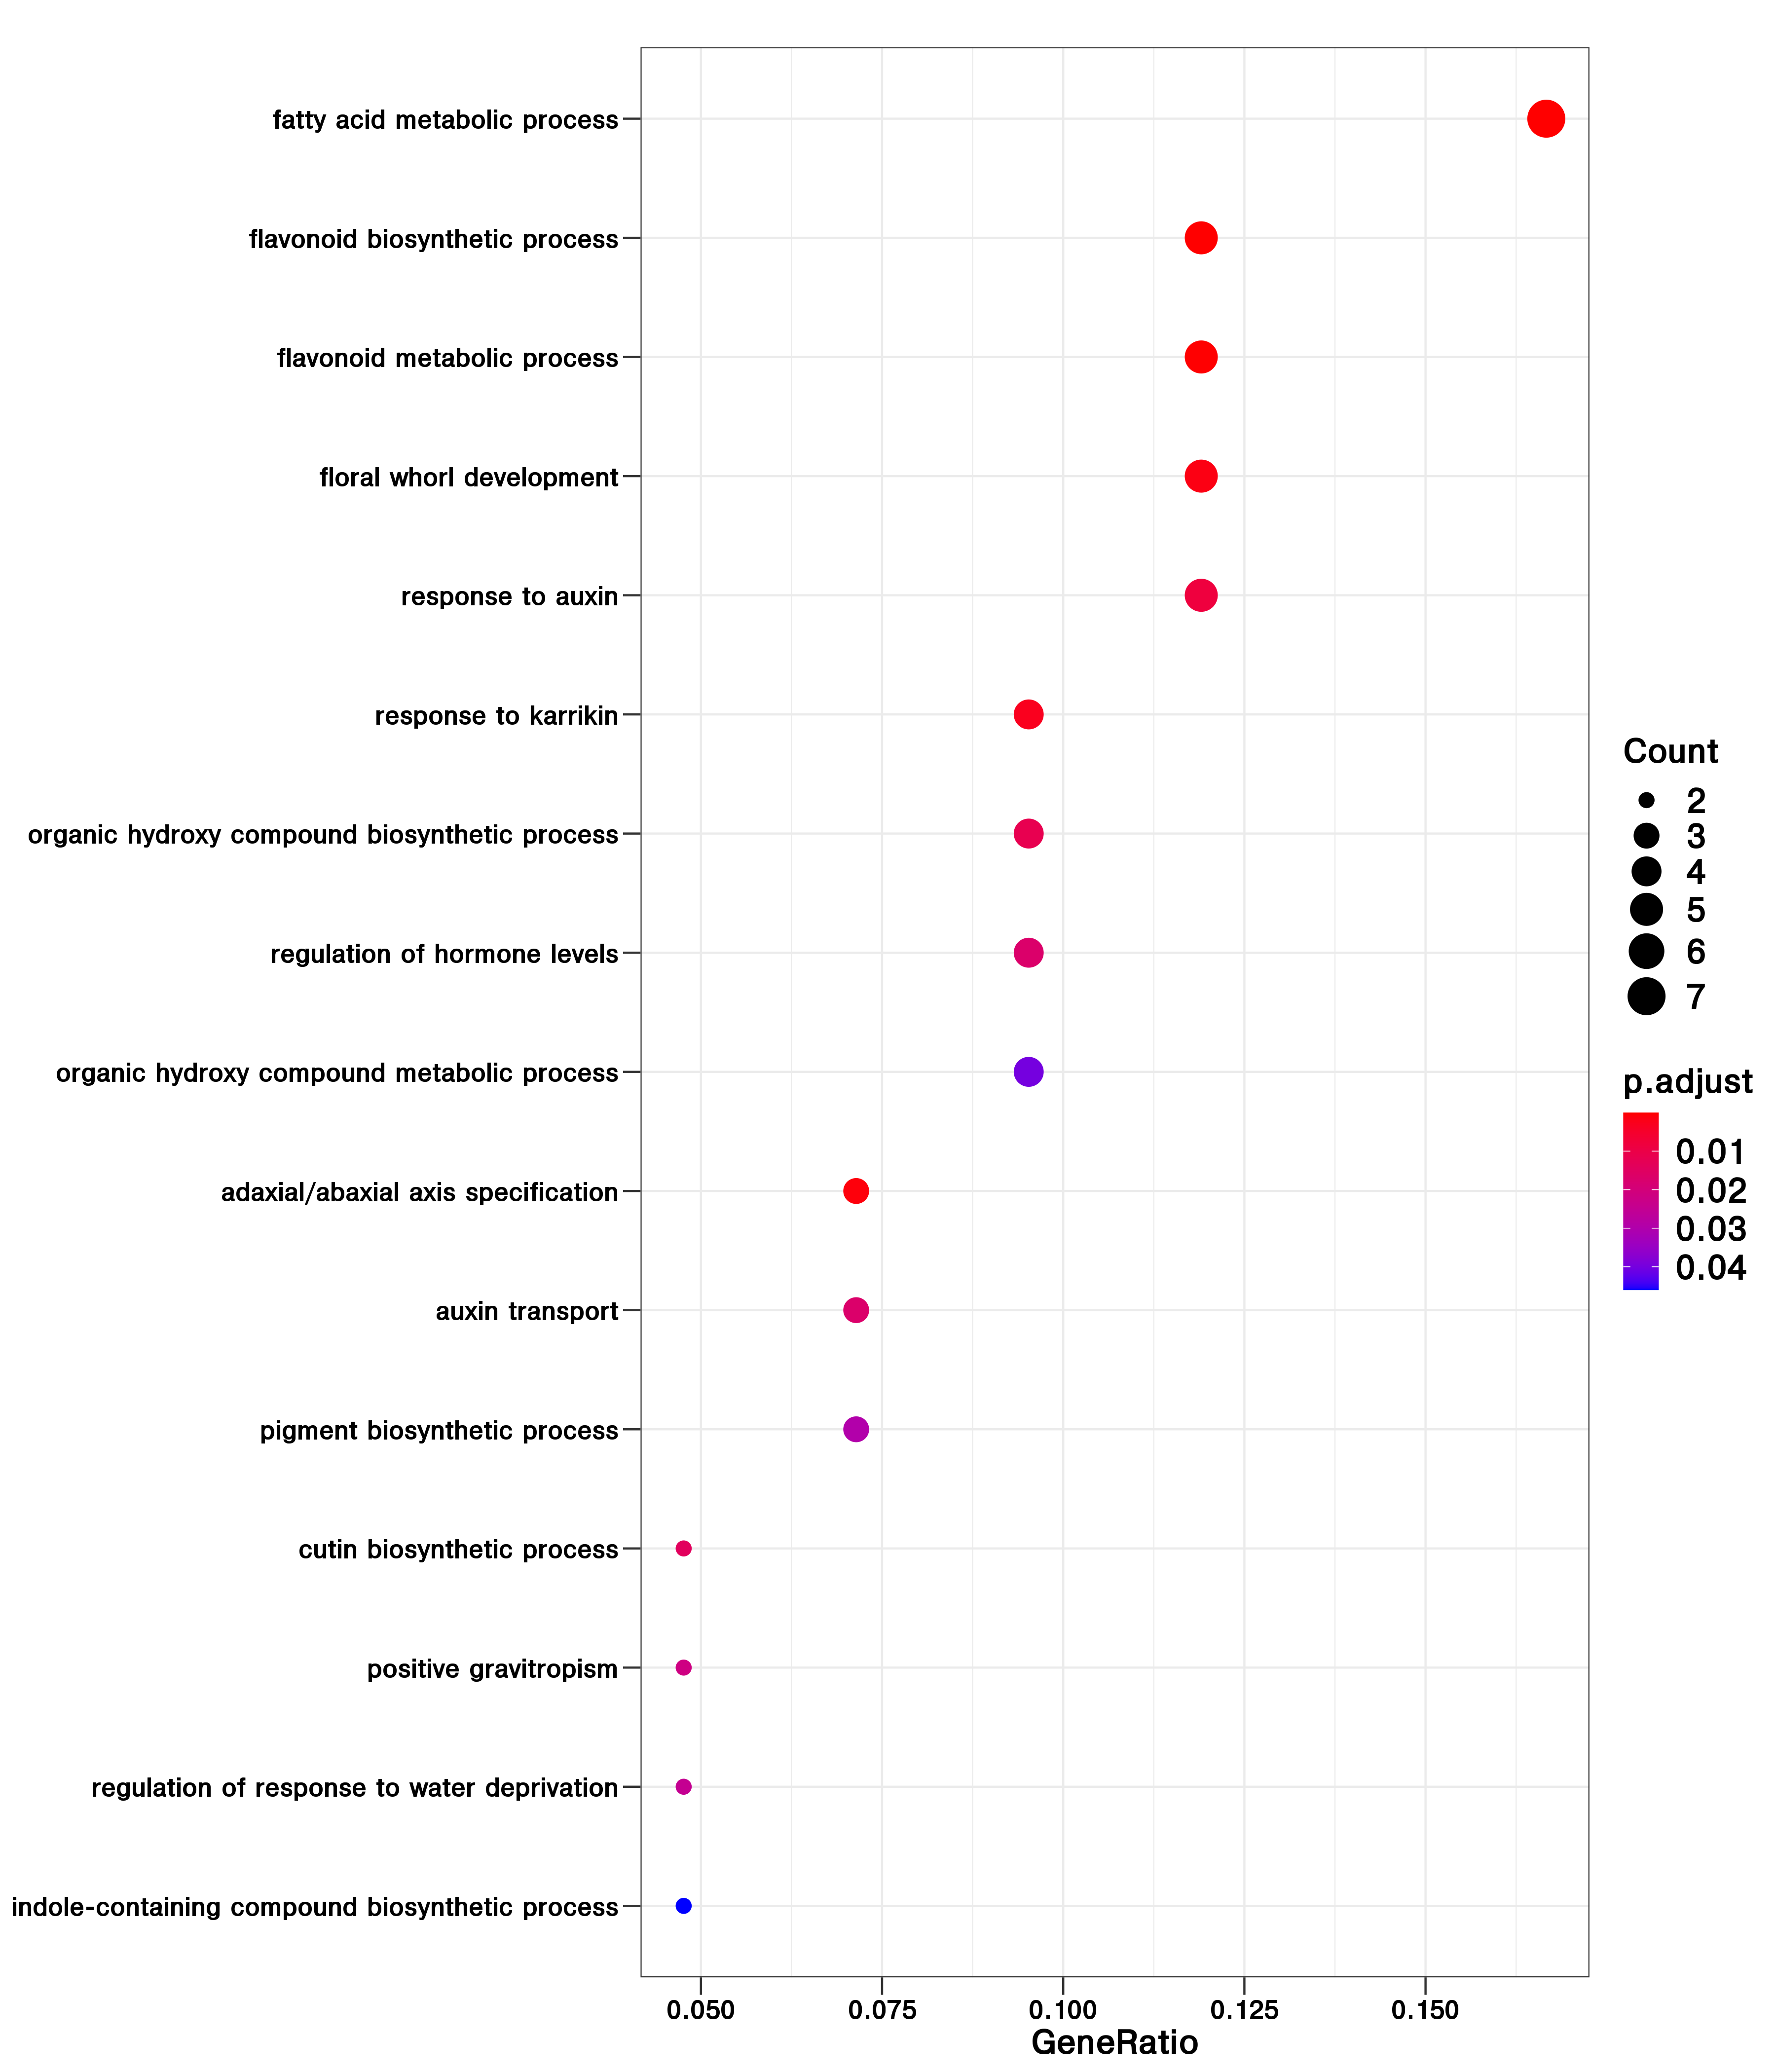 fatty acid metabolic process
flavonoid biosynthetic process
flavonoid metabolic process
floral whorl development
response to auxin
response to karrikin
organic hydroxy compound biosynthetic process
regulation of hormone levels
organic hydroxy compound metabolic process
adaxial/abaxial axis specification
auxin transport
pigment biosynthetic process
cutin biosynthetic process
positive gravitropism
regulation of response to water deprivation
indole-containing compound biosynthetic process
0.050 0.075 0.100 0.125 0.150
GeneRatio
Count
2
3
4
5
6
7
p.adjust
0.01
0.02
0.03
0.04